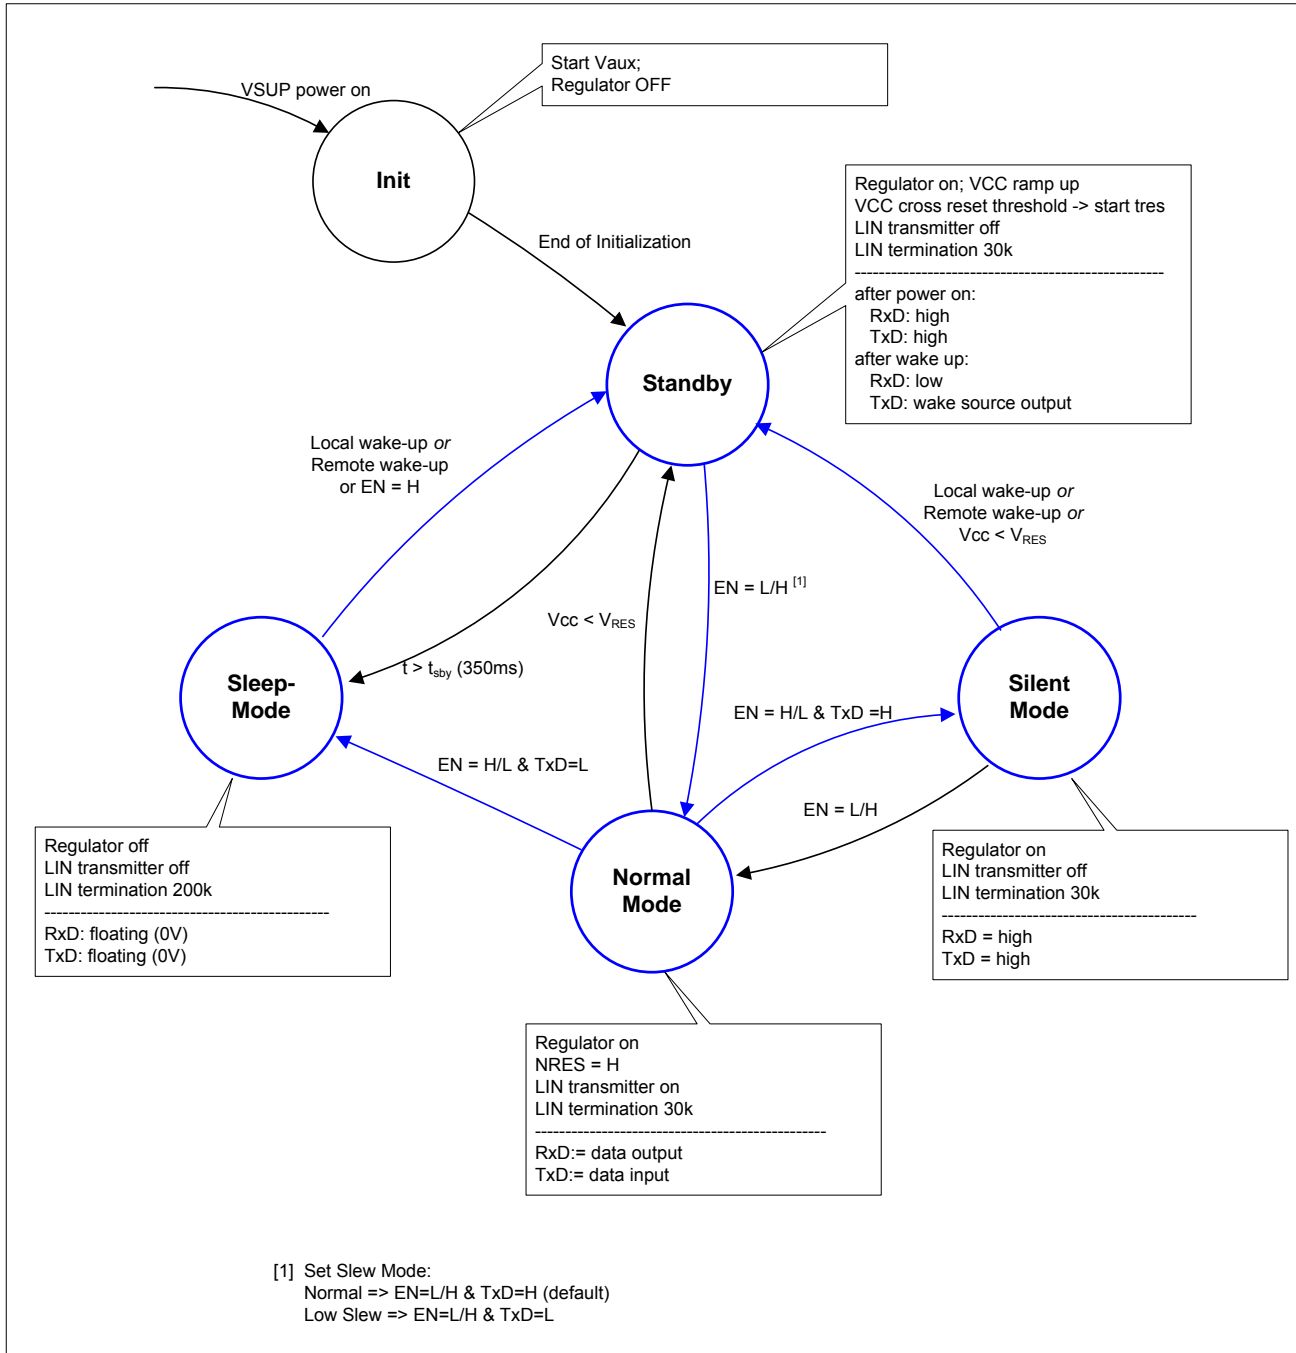 Start Vaux;
Regulator OFF
VSUP power on
Init
End of Initialization
Regulator on; VCC ramp up
VCC cross reset threshold -> start tres
LIN transmitter off
LIN termination 30k
----------------------------------------------------
after power on:
RxD: high
TxD: high
after wake up:
RxD: low
TxD: wake source output
Standby
Local wake-up or
Remote wake-up
or EN = H
Local wake-up or
Remote wake-up or
Vcc < VRES
EN = L/H [1]
Vcc < VRES
t > tsby (350ms)
Sleep-
Mode
Silent
Mode
EN = H/L & TxD =H
EN = H/L & TxD=L
EN = L/H
Normal
Mode
Regulator off
LIN transmitter off
LIN termination 200k
------------------------------------------------
RxD: floating (0V)
TxD: floating (0V)
Regulator on
LIN transmitter off
LIN termination 30k
-------------------------------------------
RxD = high
TxD = high
Regulator on
NRES = H
LIN transmitter on
LIN termination 30k
-------------------------------------------------
RxD:= data output
TxD:= data input
[1] Set Slew Mode:
Normal => EN=L/H & TxD=H (default)
Low Slew => EN=L/H & TxD=L